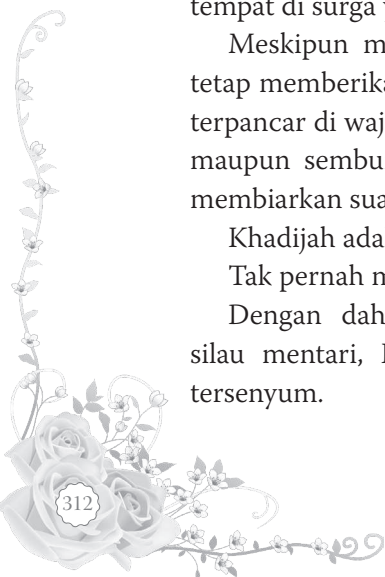 tempat di surga
Meskipun
tetap
terpancar di
maupun
membiarkan
Khadijah
Tak pernah
Dengan
silau mentari,
tersenyum.
312